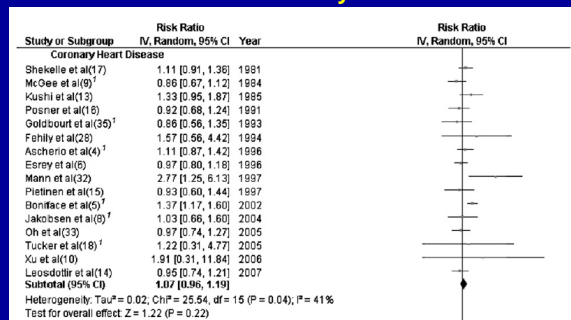 Risk Ratio Risk Ratio
Study or Subgroup IV, Random, 95% CI Year IV, Random, 95% CI
Coronary Heart Disease
Shekelle et al(17) 1.11 [0.91, 1.36] 1981
McGee et al(9)¹ 0.86 [0.67, 1.12] 1984
Kushi et al(13) 1.33 [0.95, 1.87] 1985
Posner et al(16) 0.92 [0.68, 1.24] 1991
Goldbourt et al(35)¹ 0.86 [0.56, 1.35] 1993
Fehily et al(28) 1.57 [0.56, 4.42] 1994
Ascherio et al(4)¹ 1.11 [0.87, 1.42] 1996
Esrey et al(6) 0.97 [0.80, 1.18] 1996
Mann et al(32) 2.77 [1.25, 6.13] 1997
Pietinen et al(15) 0.93 [0.60, 1.44] 1997
Boniface et al(5)¹ 1.37 [1.17, 1.60] 2002
Jakobsen et al(8)¹ 1.03 [0.66, 1.60] 2004
Oh et al(33) 0.97 [0.74, 1.27] 2005
Tucker et al(18)¹ 1.22 [0.31, 4.77] 2005
Xu et al(10) 1.91 [0.31, 11.84] 2006
Leosdottir et al(14) 0.95 [0.74, 1.21] 2007
Subtotal (95% CI) 1.07 [0.96, 1.19]
Heterogeneity: Tau² = 0.02; Chi² = 25.54, df = 15 (P = 0.04); I² = 41%
Test for overall effect: Z = 1.22 (P = 0.22)